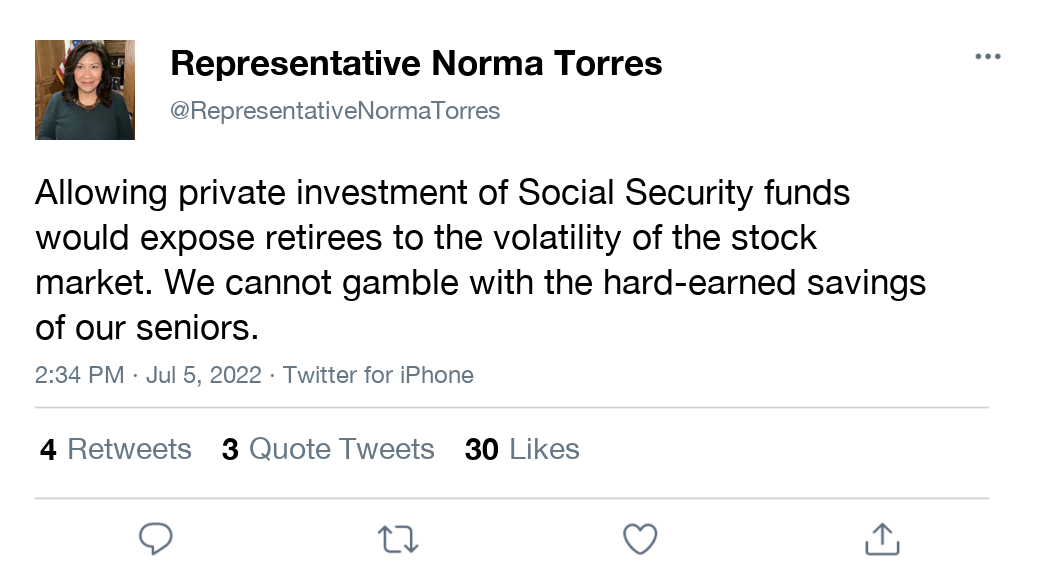 Representative Norma Torres
@RepresentativeNormaTorres
Allowing private investment of Social Security funds
would expose retirees to the volatility of the stock
market. We cannot gamble with the hard-earned savings
of our seniors.
2:34 PM · Jul 5, 2022 · Twitter for iPhone
4 Retweets 3 Quote Tweets 30 Likes